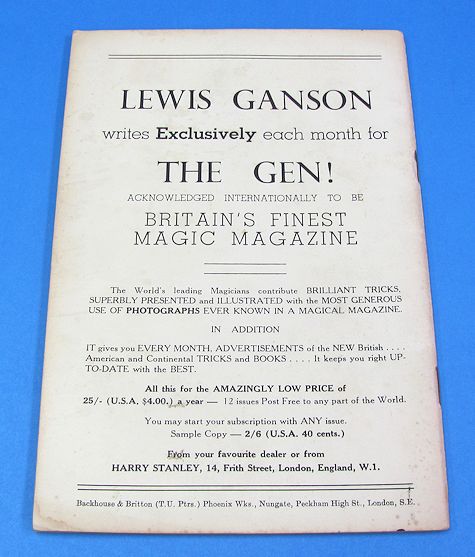 LEWIS GANSON
writes Exclusively each month for
THE GEN!
ACKNOWLEDGED INTERNATIONALLY TO BE
BRITAIN'S FINEST
MAGIC MAGAZINE
The World's leading Magicians contribute BRILLIANT TRICKS,
SUPERBLY PRESENTED and ILLUSTRATED with the MOST GENEROUS
USE OF PHOTOGRAPHS EVER KNOWN IN A MAGICAL MAGAZINE.
IN ADDITION
IT gives you EVERY MONTH, ADVERTISEMENTS of the NEW British . . . .
American and Continental TRICKS and BOOKS . . . . It keeps you right UP-
TO-DATE with the BEST.
All this for the AMAZINGLY LOW PRICE of
25/- (U.S.A. $4.00.) a year — 12 issues Post Free to any part of the World.
You may start your subscription with ANY issue.
Sample Copy — 2/6 (U.S.A. 40 cents.)
From your favourite dealer or from
HARRY STANLEY, 14, Frith Street, London, England, W.1.
Backhouse & Britton (T.U. Ptrs.) Phoenix Wks., Nungate, Peckham High St., London, S.E.